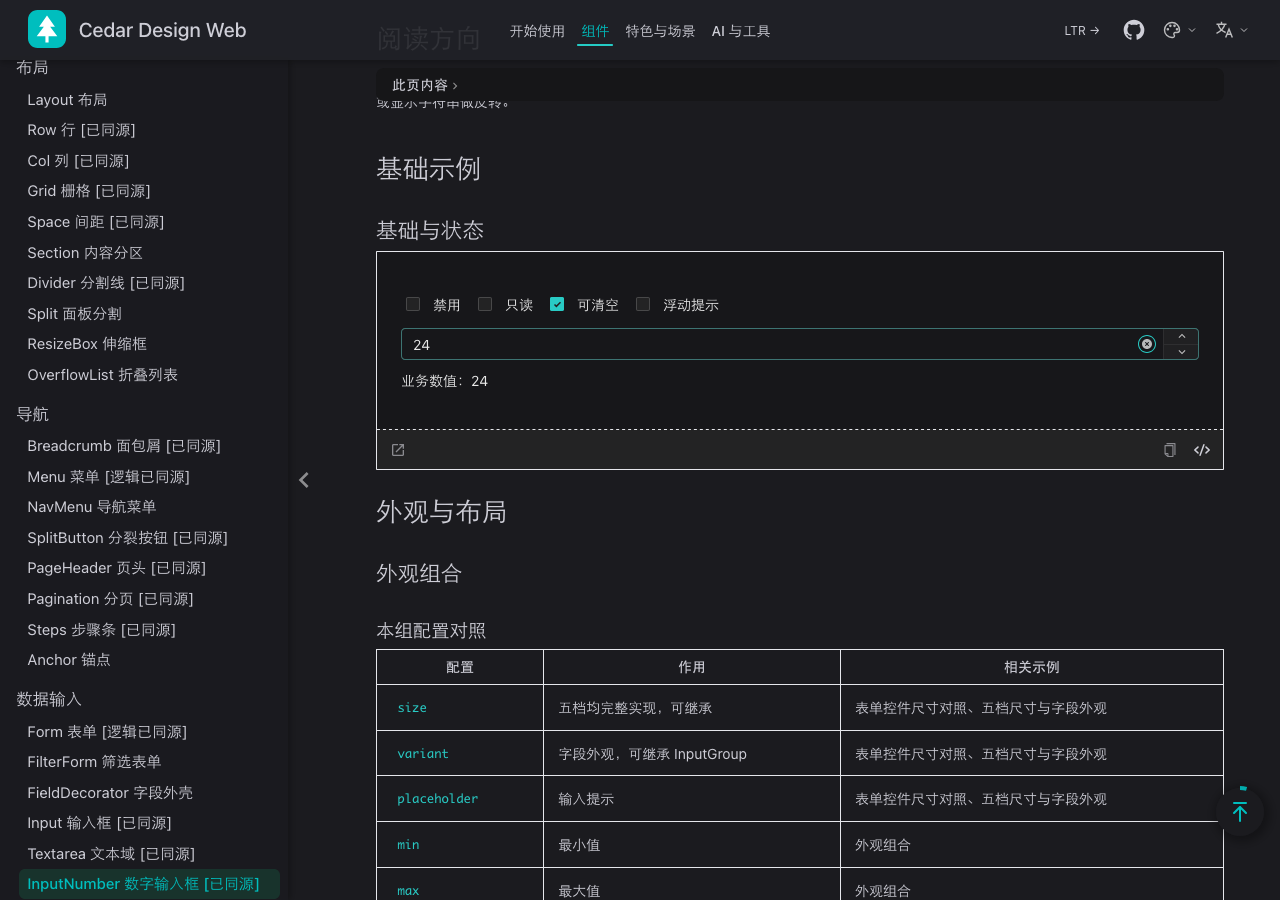 Cedar Design Web
阅读方向
开始使用
组件
特色与场景
AI 与工具
LTR →
布局
Layout 布局
Row 行 [已同源]
Col 列 [已同源]
Grid 栅格 [已同源]
Space 间距 [已同源]
Section 内容分区
Divider 分割线 [已同源]
Split 面板分割
ResizeBox 伸缩框
OverflowList 折叠列表
导航
Breadcrumb 面包屑 [已同源]
Menu 菜单 [逻辑已同源]
NavMenu 导航菜单
SplitButton 分裂按钮 [已同源]
PageHeader 页头 [已同源]
Pagination 分页 [已同源]
Steps 步骤条 [已同源]
Anchor 锚点
数据输入
Form 表单 [逻辑已同源]
FilterForm 筛选表单
FieldDecorator 字段外壳
Input 输入框 [已同源]
Textarea 文本域 [已同源]
InputNumber 数字输入框 [已同源]
此页内容 ›
或显示字符串做反转。
基础示例
基础与状态
禁用 只读 可清空 浮动提示
24
业务数值：24
外观与布局
外观组合
本组配置对照
配置 作用 相关示例
size 五档均完整实现，可继承 表单控件尺寸对照、五档尺寸与字段外观
variant 字段外观，可继承 InputGroup 表单控件尺寸对照、五档尺寸与字段外观
placeholder 输入提示 表单控件尺寸对照、五档尺寸与字段外观
min 最小值 外观组合
max 最大值 外观组合